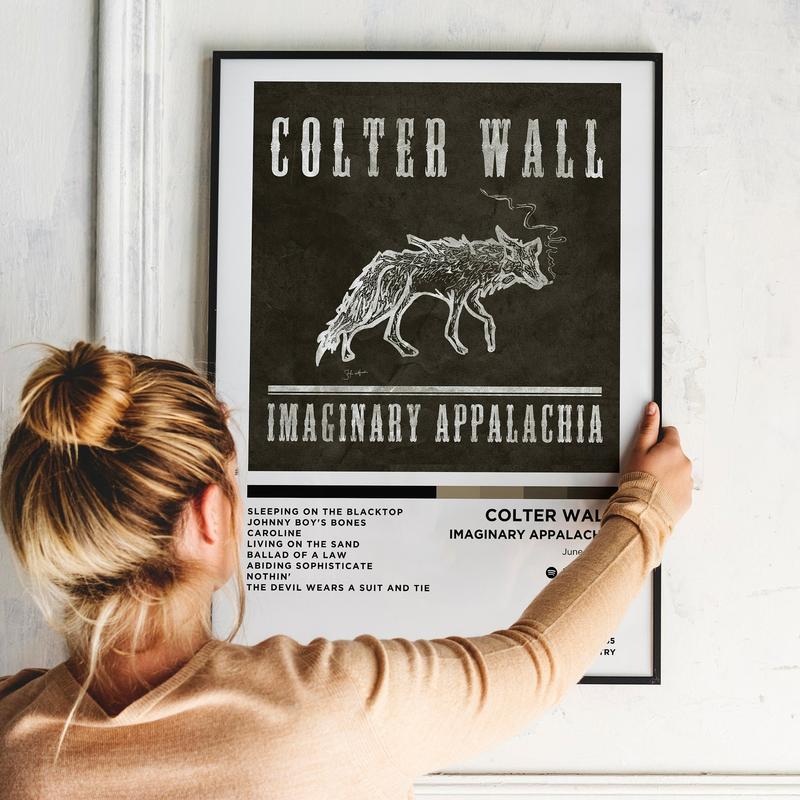 COLTER WALL
IMAGINARY APPALACHIA
SLEEPING ON THE BLACKTOP
JOHNNY BOY'S BONES
CAROLINE
LIVING ON THE SAND
BALLAD OF A LAW
ABIDING SOPHISTICATE
NOTHIN'
THE DEVIL WEARS A SUIT AND TIE
COLTER WAL
IMAGINARY APPALACH
June